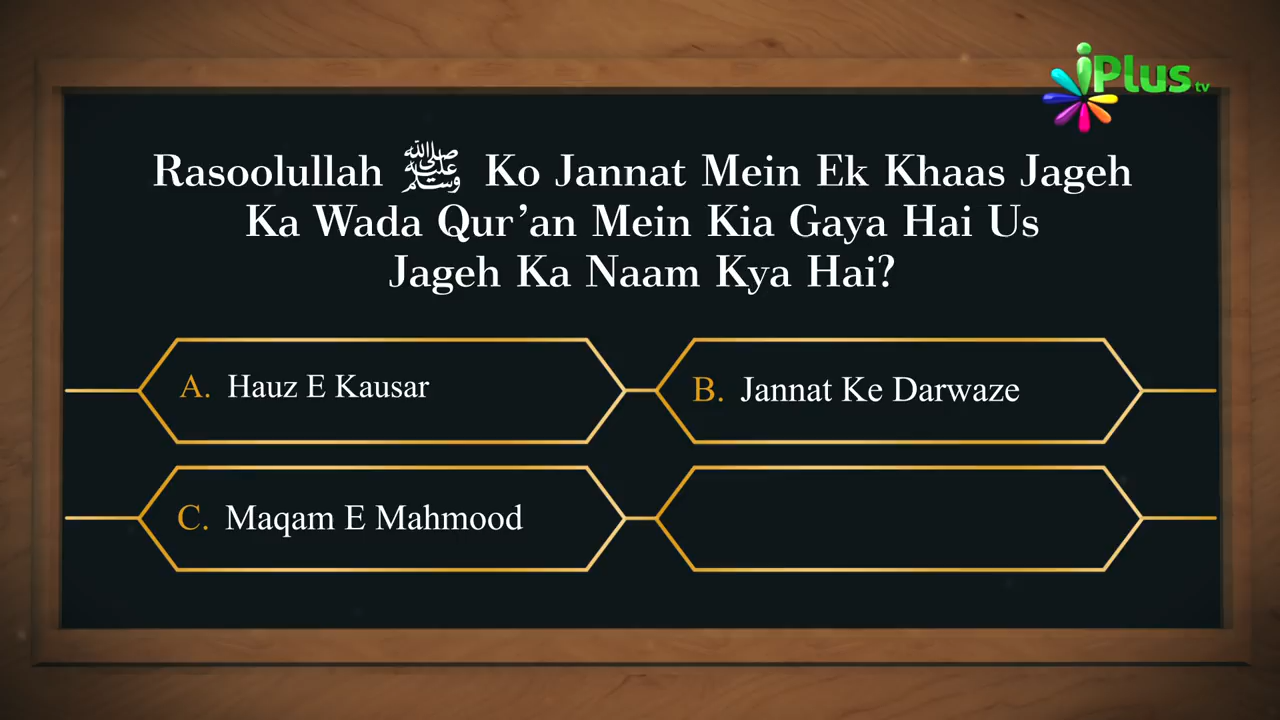 iPlus tv
Rasoolullah ﷺ Ko Jannat Mein Ek Khaas Jageh
Ka Wada Qur’an Mein Kia Gaya Hai Us
Jageh Ka Naam Kya Hai?
A. Hauz E Kausar
B. Jannat Ke Darwaze
C. Maqam E Mahmood